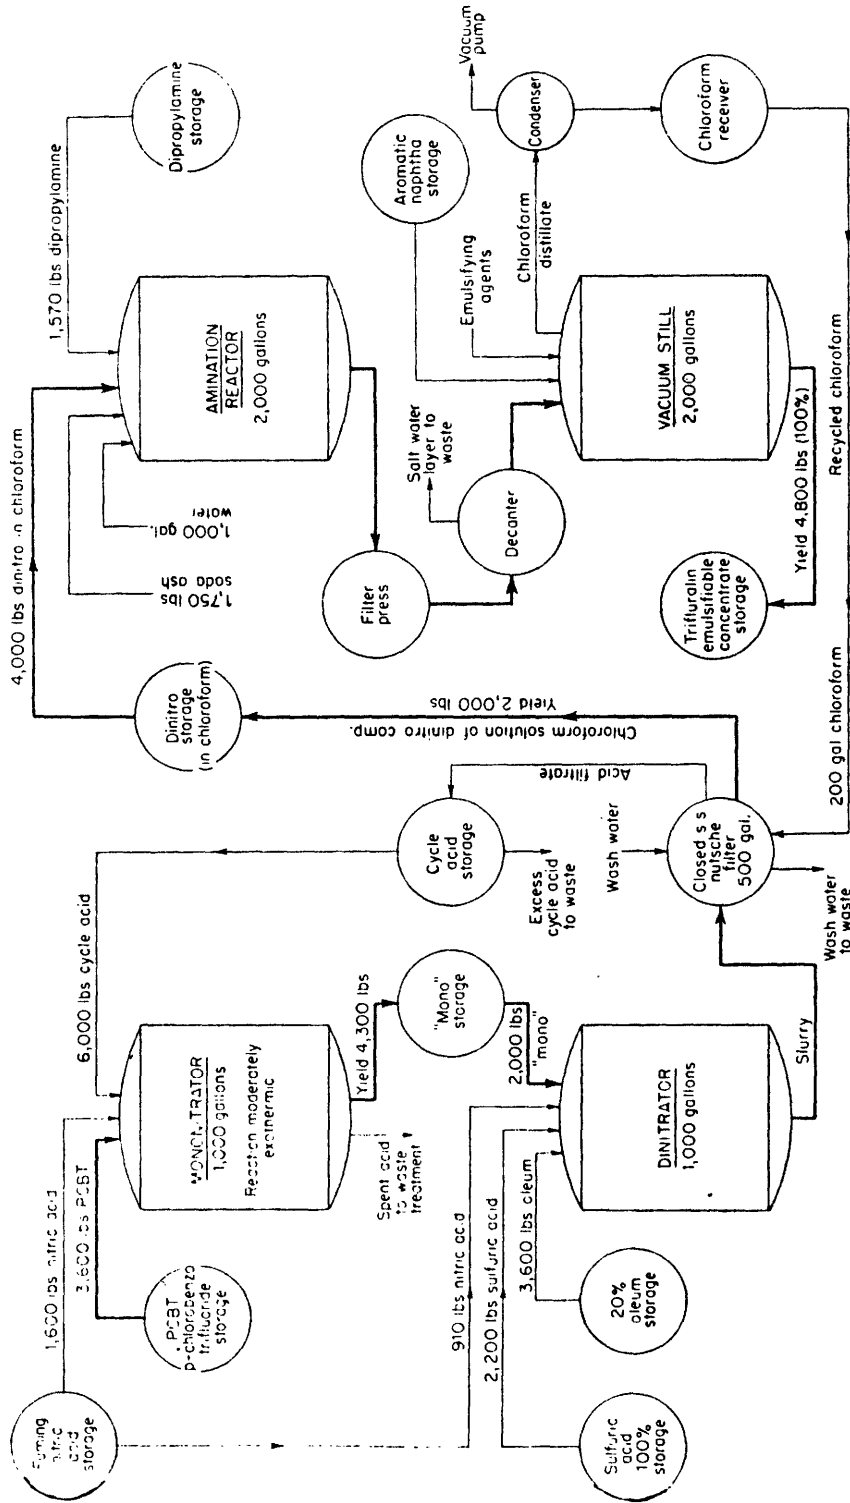 Fuming
nitric
acid
storage
1,600 lbs nitric acid
3,600 lbs PCBT
PCBT
p-chlorobenzo
trifluoride
storage
MONONITRATOR
1,000 gallons
Reaction moderately
exothermic
6,000 lbs cycle acid
Spent acid
to waste
treatment
Yield 4,300 lbs
"Mono"
storage
2,000 lbs
"mono"
910 lbs nitric acid
2,200 lbs sulfuric acid
3,600 lbs oleum
Sulfuric
acid
100%
storage
20%
oleum
storage
DINITRATOR
1,000 gallons
Slurry
Cycle
acid
storage
Excess
cycle acid
to waste
Acid filtrate
Wash water
Closed s s
nutsche
filter
500 gal.
Wash water
to waste
200 gal chloroform
Recycled chloroform
Chloroform solution of dinitro comp.
Yield 2,000 lbs
Dinitro
storage
(in chloroform)
4,000 lbs dinitro in chloroform
1,750 lbs
soda ash
1,000 gal.
water
1,570 lbs dipropylamine
Dipropylamine
storage
AMINATION
REACTOR
2,000 gallons
Filter
press
Decanter
Salt water
layer to
waste
Emulsifying
agents
Aromatic
naphtha
storage
Chloroform
distillate
Condenser
Vacuum
pump
Chloroform
receiver
VACUUM STILL
2,000 gallons
Yield 4,800 lbs (100%)
Trifluralin
emulsifiable
concentrate
storage